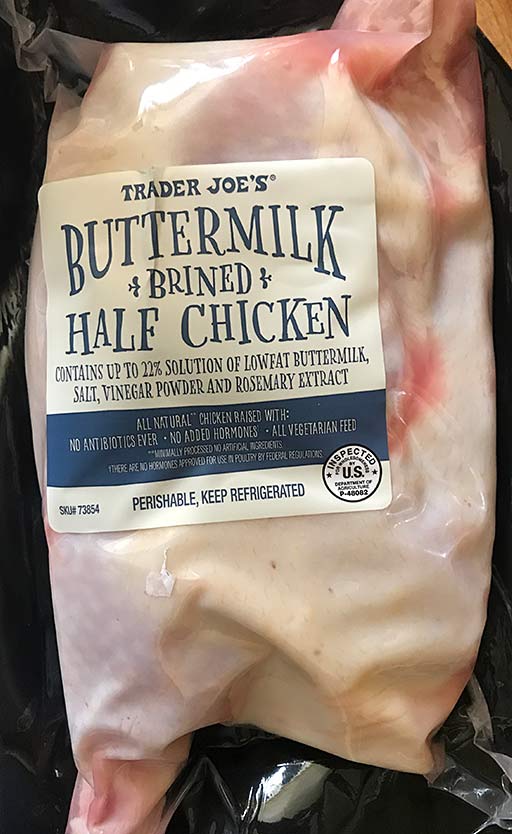 TRADER JOE'S®
BUTTERMILK
BRINED
HALF CHICKEN
CONTAINS UP TO 22% SOLUTION OF LOWFAT BUTTERMILK,
SALT, VINEGAR POWDER AND ROSEMARY EXTRACT
ALL NATURAL** CHICKEN RAISED WITH:
NO ANTIBIOTICS EVER • NO ADDED HORMONES† • ALL VEGETARIAN FEED
**MINIMALLY PROCESSED NO ARTIFICIAL INGREDIENTS
†THERE ARE NO HORMONES APPROVED FOR USE IN POULTRY BY FEDERAL REGULATIONS
INSPECTED
FOR WHOLESOMENESS
BY
U.S.
DEPARTMENT OF
AGRICULTURE
P-48082
SKU# 73854
PERISHABLE, KEEP REFRIGERATED